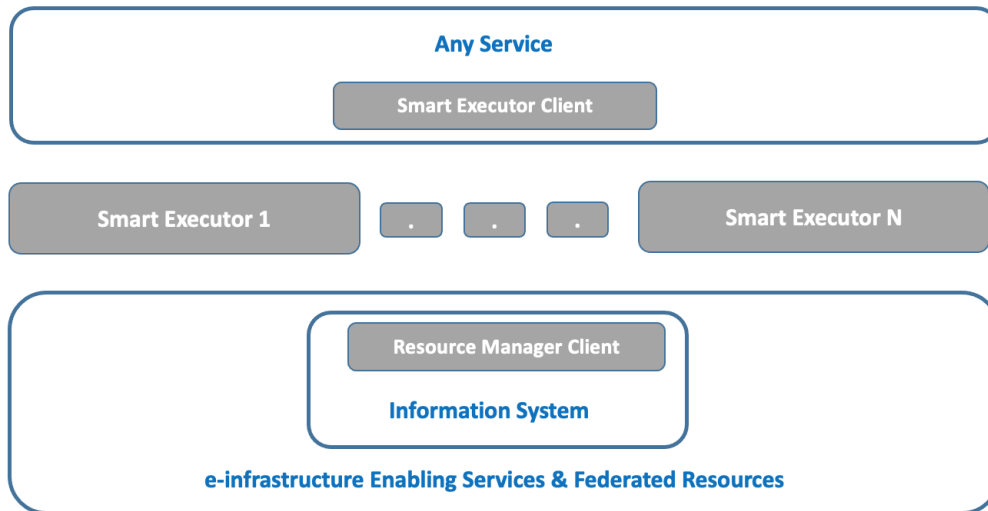 Any Service
Smart Executor Client
Smart Executor 1
. . .
Smart Executor N
Resource Manager Client
Information System
e-infrastructure Enabling Services & Federated Resources